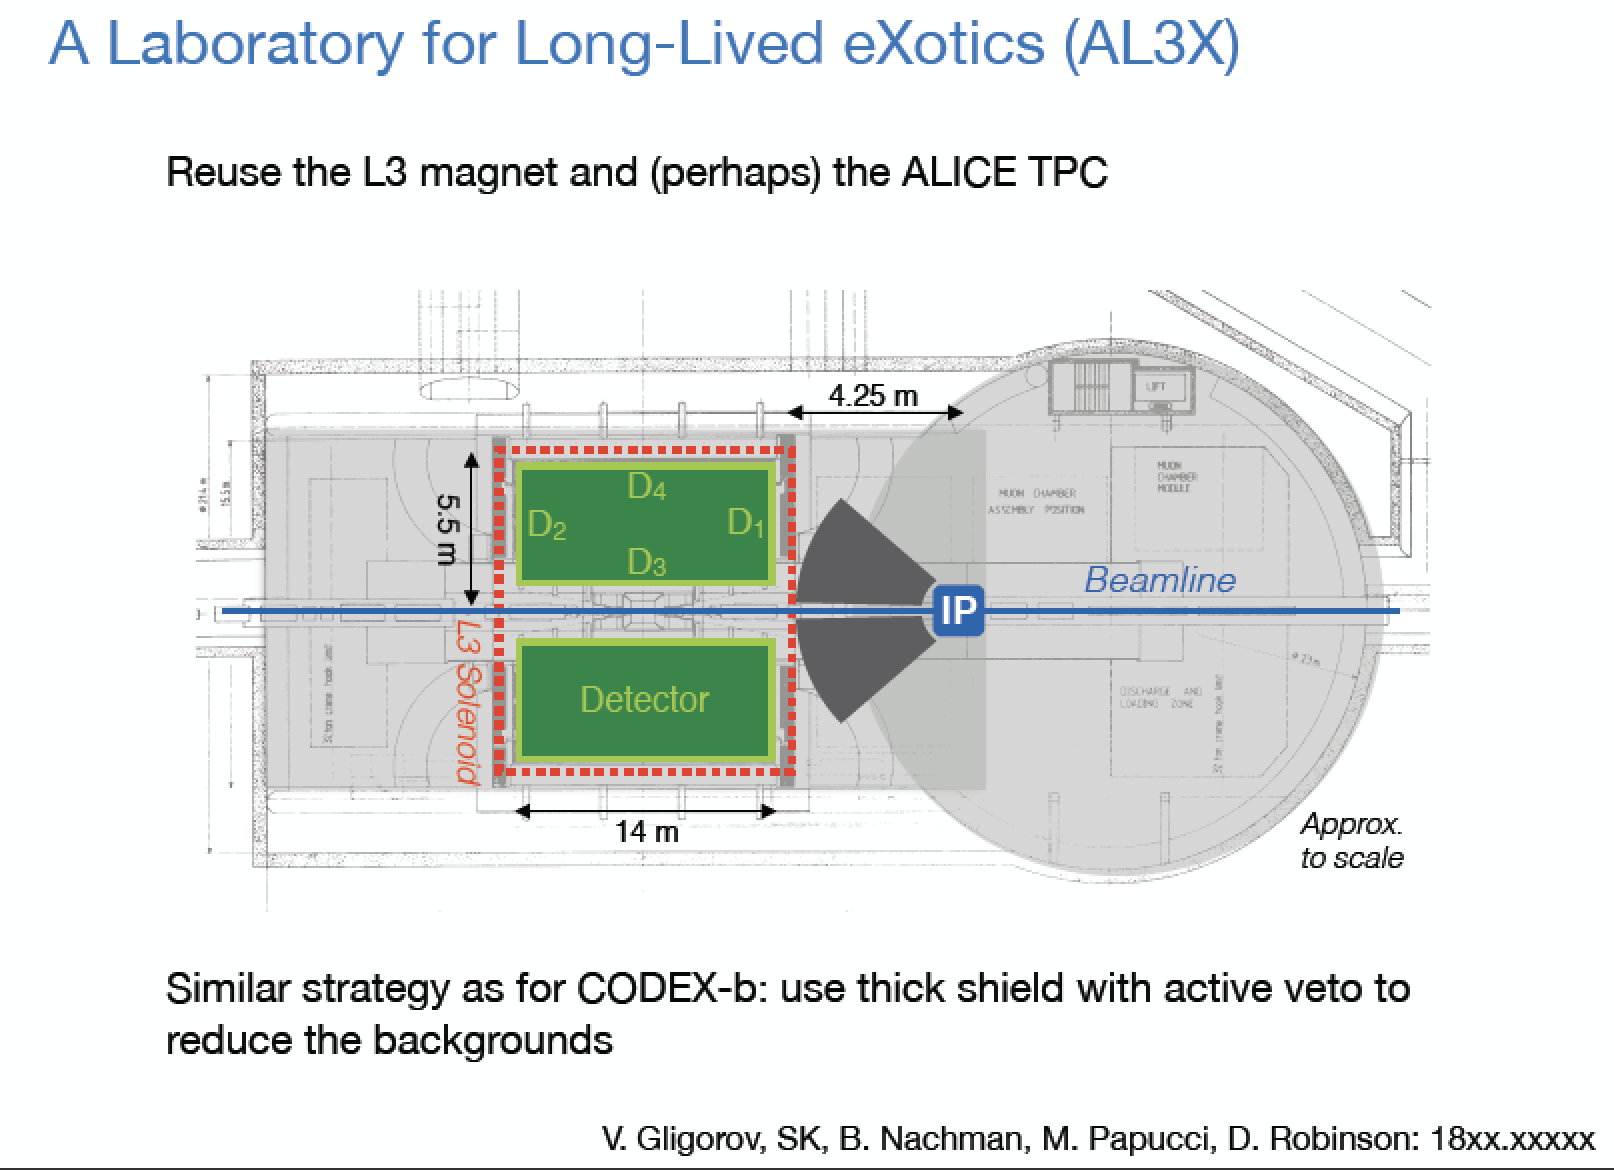 A Laboratory for Long-Lived eXotics (AL3X)
Reuse the L3 magnet and (perhaps) the ALICE TPC
4.25 m
LIFT
MUON
CHAMBER
MODULE
MUON CHAMBER
ASSEMBLY POSITION
D4
D2
D1
D3
5.5 m
15.5m
Beamline
IP
L3 Solenoid
Detector
ø 23m
DISCHARGE AND
LOADING ZONE
14 m
Approx.
to scale
Similar strategy as for CODEX-b: use thick shield with active veto to
reduce the backgrounds
V. Gligorov, SK, B. Nachman, M. Papucci, D. Robinson: 18xx.xxxxx